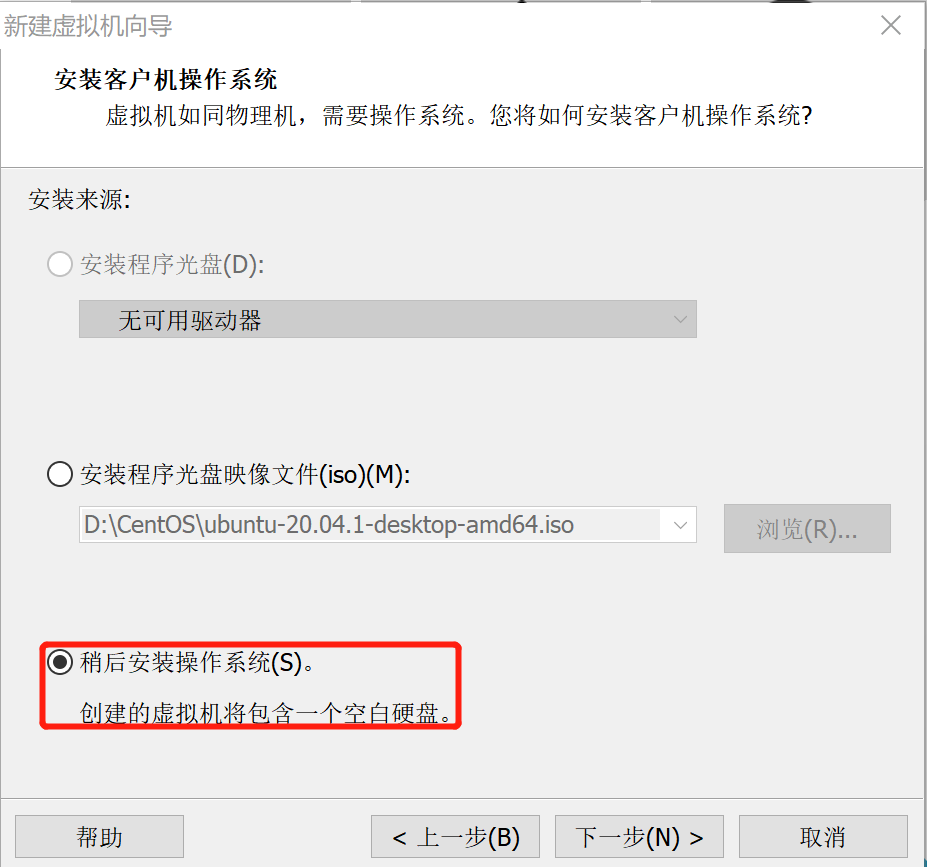 新建虚拟机向导
安装客户机操作系统
虚拟机如同物理机，需要操作系统。您将如何安装客户机操作系统?
安装来源:
安装程序光盘(D):
无可用驱动器
安装程序光盘映像文件(iso)(M):
D:\CentOS\ubuntu-20.04.1-desktop-amd64.iso
浏览(R)...
稍后安装操作系统(S)。
创建的虚拟机将包含一个空白硬盘。
帮助
< 上一步(B)
下一步(N) >
取消